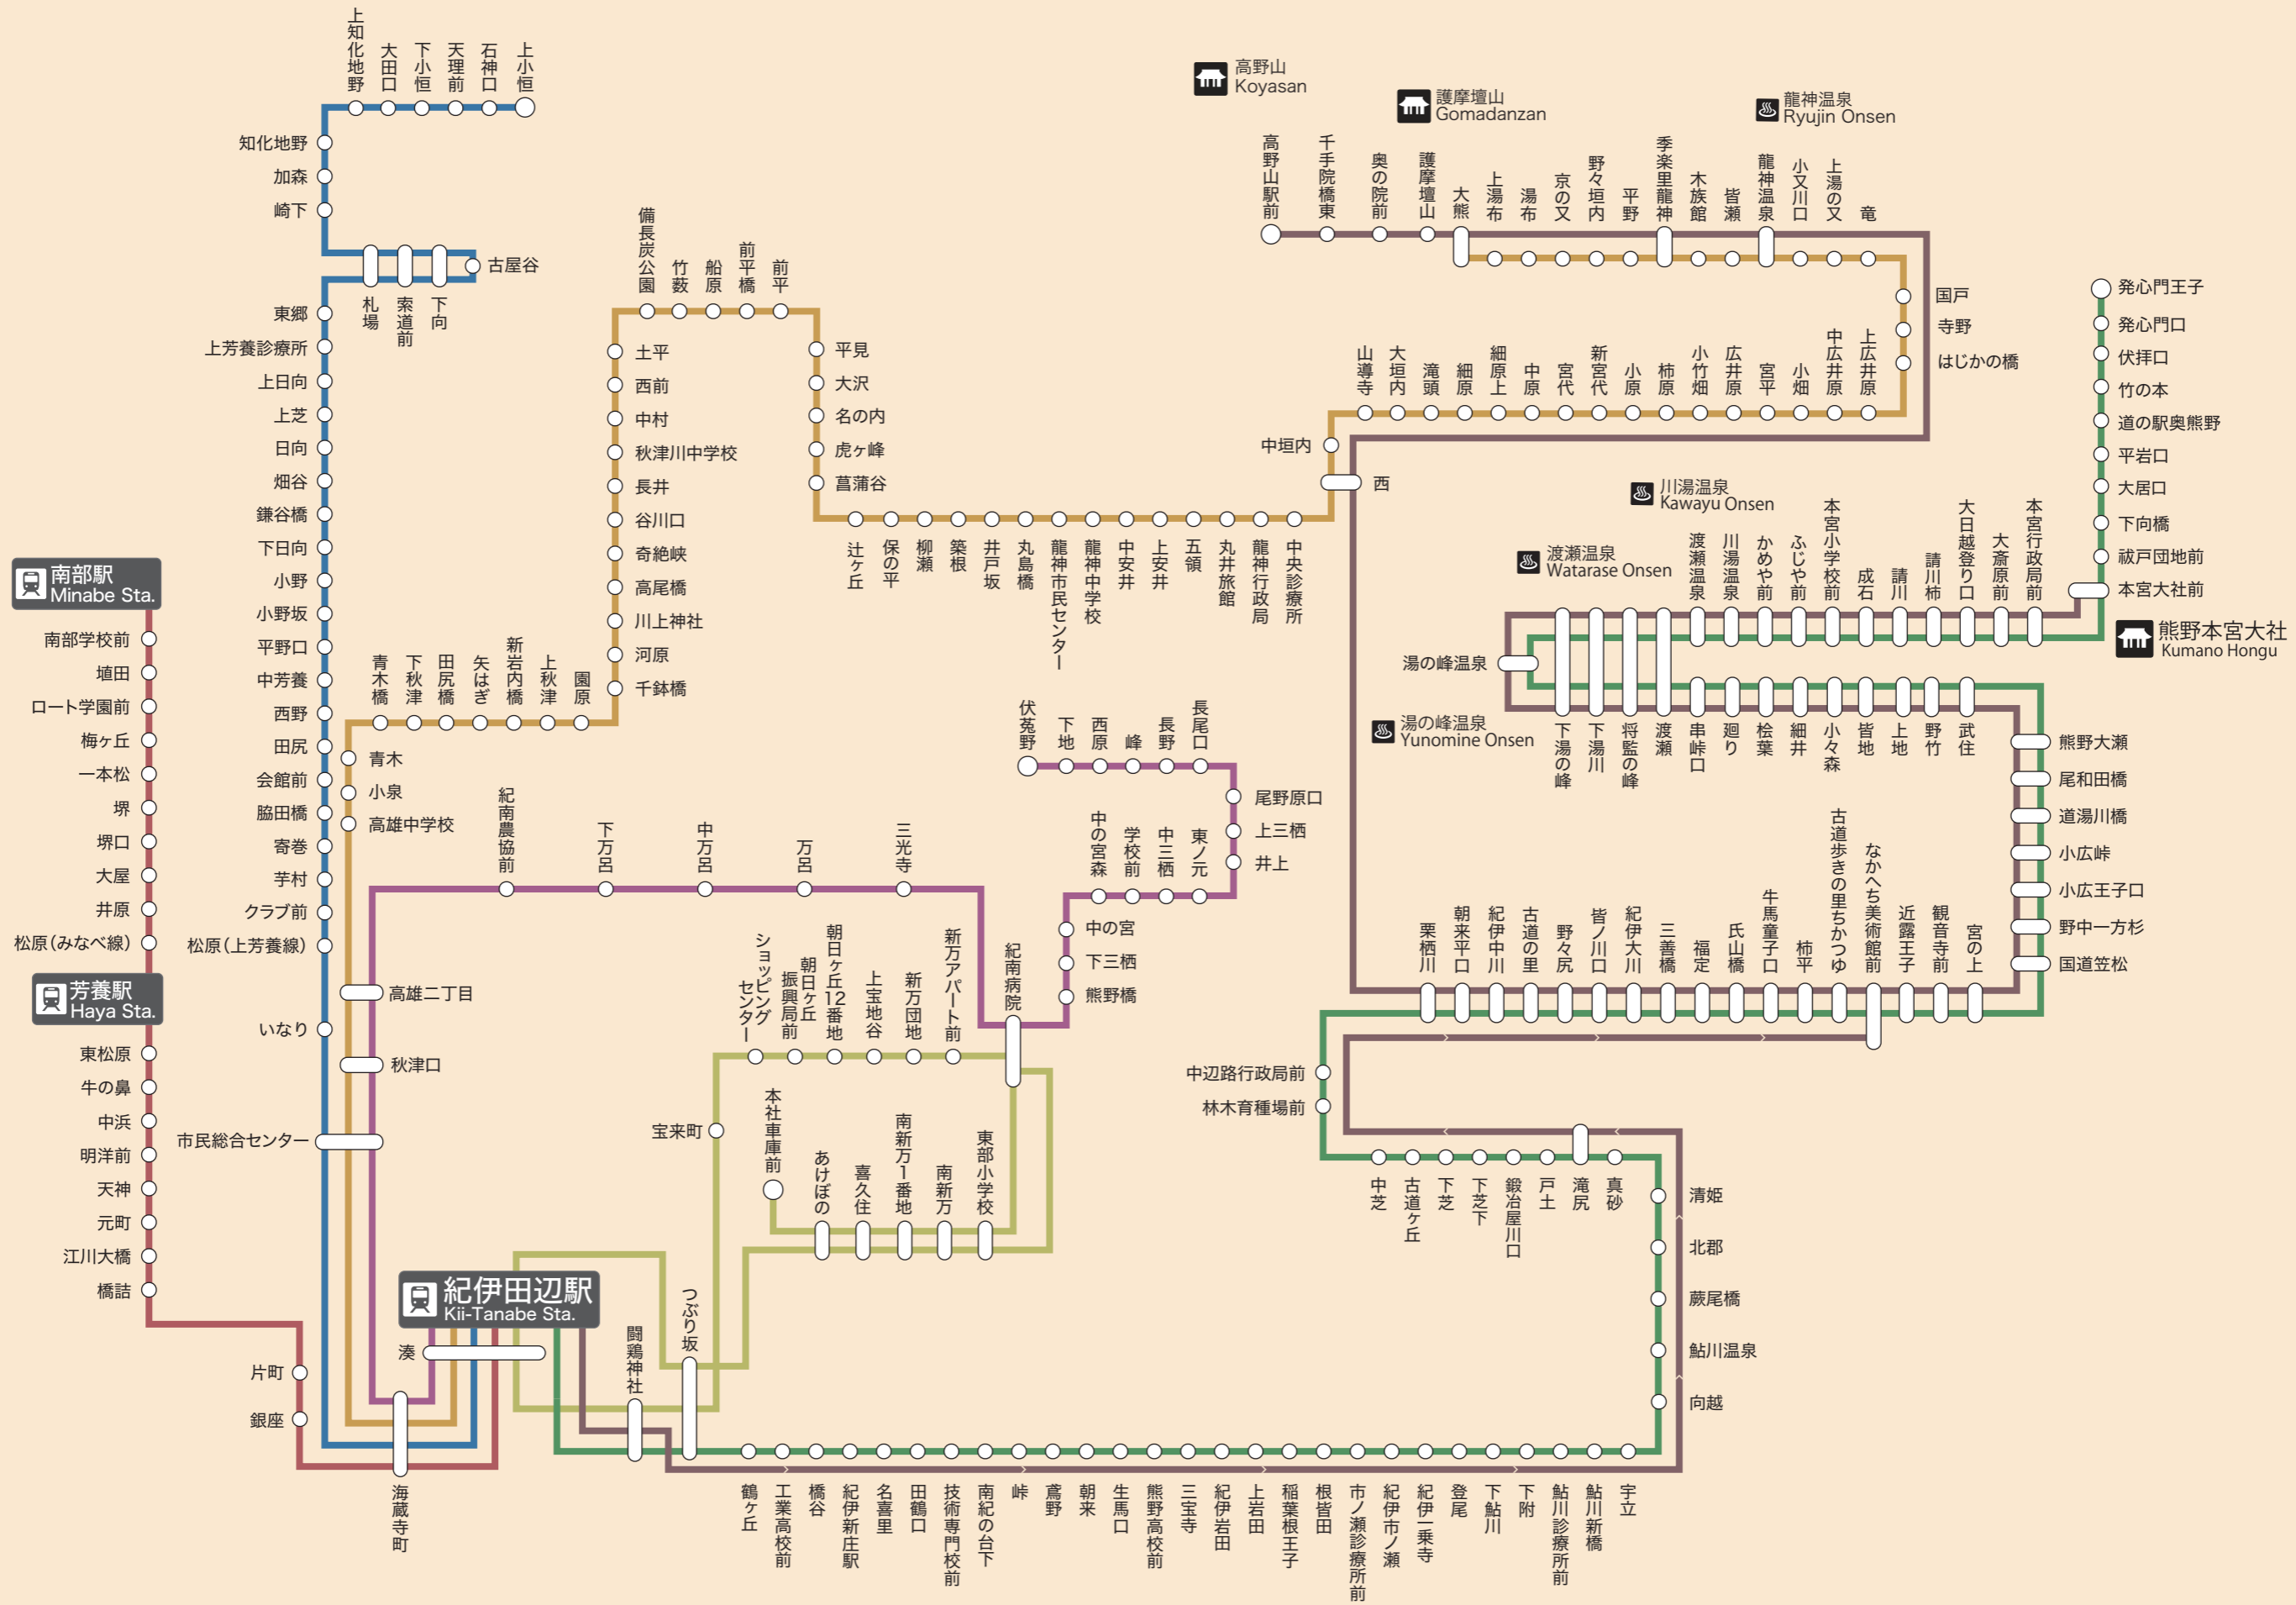 上知化地野
大田口
下小恒
天理前
石神口
上小恒
知化地野
加森
崎下
札場
索道前
下向
古屋谷
東郷
上芳養診療所
上日向
上芝
日向
畑谷
鎌谷橋
下日向
小野
小野坂
平野口
中芳養
西野
田尻
会館前
脇田橋
寄巻
芋村
クラブ前
松原(上芳養線)
いなり
市民総合センター
南部駅
Minabe Sta.
南部学校前
埴田
ロート学園前
梅ヶ丘
一本松
堺
堺口
大屋
井原
松原(みなべ線)
芳養駅
Haya Sta.
東松原
牛の鼻
中浜
明洋前
天神
元町
江川大橋
橋詰
片町
銀座
海蔵寺町
湊
紀伊田辺駅
Kii-Tanabe Sta.
備長炭公園
竹薮
船原
前平橋
前平
土平
西前
中村
秋津川中学校
長井
谷川口
奇絶峡
高尾橋
川上神社
河原
千鉢橋
青木橋
下秋津
田尻橋
矢はぎ
新岩内橋
上秋津
園原
青木
小泉
高雄中学校
高雄二丁目
秋津口
平見
大沢
名の内
虎ヶ峰
菖蒲谷
辻ヶ丘
保の平
柳瀬
築根
井戸坂
丸島橋
龍神市民センター
龍神中学校
中安井
上安井
五領
丸井旅館
龍神行政局
中央診療所
中垣内
西
山導寺
大垣内
滝頭
細原
細原上
中原
宮代
新宮代
小原
柿原
小竹畑
広井原
宮平
小畑
中広井原
上広井原
国戸
寺野
はじかの橋
高野山
Koyasan
護摩壇山
Gomadanzan
龍神温泉
Ryujin Onsen
高野山駅前
千手院橋東
奥の院前
護摩壇山
大熊
上湯布
湯布
京の又
野々垣内
平野
季楽里龍神
木族館
皆瀬
龍神温泉
小又川口
上湯の又
竜
発心門王子
発心門口
伏拝口
竹の本
道の駅奥熊野
平岩口
大居口
下向橋
祓戸団地前
本宮大社前
熊野本宮大社
Kumano Hongu
川湯温泉
Kawayu Onsen
渡瀬温泉
Watarase Onsen
渡瀬温泉
川湯温泉
かめや前
ふじや前
本宮小学校前
成石
請川
請川柿
大日越登り口
大斎原前
本宮行政局前
湯の峰温泉
湯の峰温泉
Yunomine Onsen
下湯の峰
下湯川
将監の峰
渡瀬
串峠口
廻り
桧葉
細井
小々森
皆地
上地
野竹
武住
熊野大瀬
尾和田橋
道湯川橋
小広峠
小広王子口
野中一方杉
国道笠松
栗栖川
朝来平口
紀伊中川
古道の里
野々尻
皆ノ川口
紀伊大川
三善橋
福定
氏山橋
牛馬童子口
柿平
古道歩きの里ちかつゆ
なかへち美術館前
近露王子
観音寺前
宮の上
中辺路行政局前
林木育種場前
中芝
古道ヶ丘
下芝
下芝下
鍛冶屋川口
戸土
滝尻
真砂
清姫
北郡
蕨尾橋
鮎川温泉
向越
伏菟野
下地
西原
峰
長野
長尾口
尾野原口
上三栖
井上
中の宮森
学校前
中三栖
東ノ元
中の宮
下三栖
熊野橋
紀南農協前
下万呂
中万呂
万呂
三光寺
紀南病院
ショッピング
センター
朝日ヶ丘
振興局前
朝日ヶ丘12番地
上宝地谷
新万団地
新万アパート前
宝来町
本社車庫前
あけぼの
喜久住
南新万1番地
南新万
東部小学校
つぶり坂
闘鶏神社
鶴ヶ丘
工業高校前
橋谷
紀伊新庄駅
名喜里
田鶴口
技術専門校前
南紀の台下
峠
鳶野
朝来
生馬口
熊野高校前
三宝寺
紀伊岩田
上岩田
稲葉根王子
根皆田
市ノ瀬診療所前
紀伊市ノ瀬
紀伊一乗寺
登尾
下鮎川
下附
鮎川診療所前
鮎川新橋
宇立